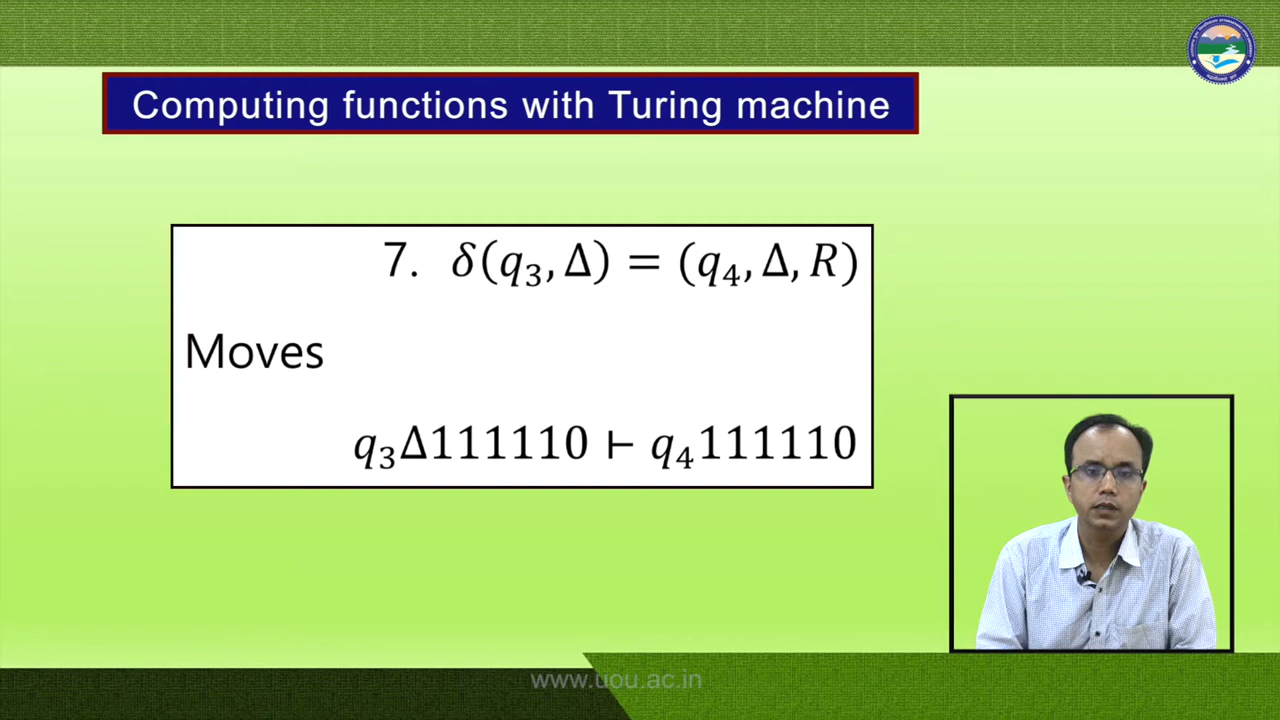 Computing functions with Turing machine
7. δ(q₃, Δ) = (q₄, Δ, R)
Moves
q₃Δ111110 ⊢ q₄111110
www.uou.ac.in